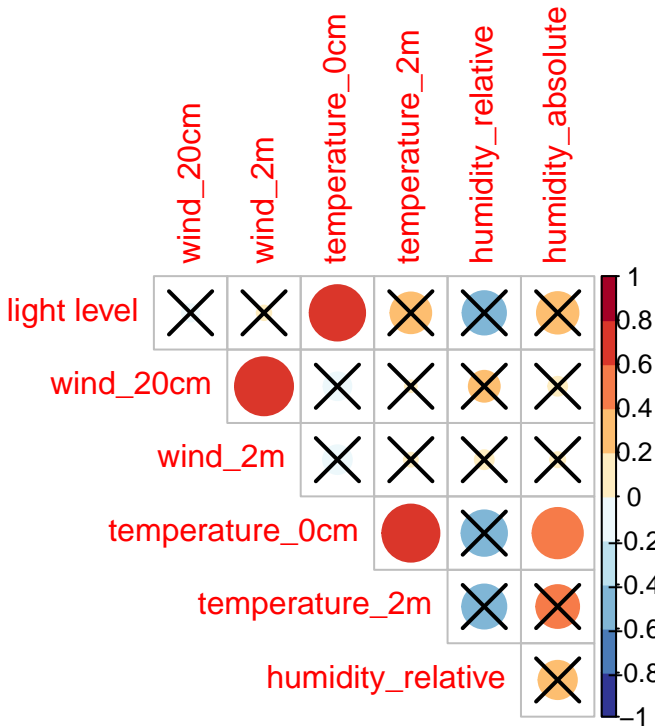 wind_20cm
wind_2m
temperature_0cm
temperature_2m
humidity_relative
humidity_absolute
light level
wind_20cm
wind_2m
temperature_0cm
temperature_2m
humidity_relative
1
0.8
0.6
0.4
0.2
0
–0.2
–0.4
–0.6
–0.8
–1